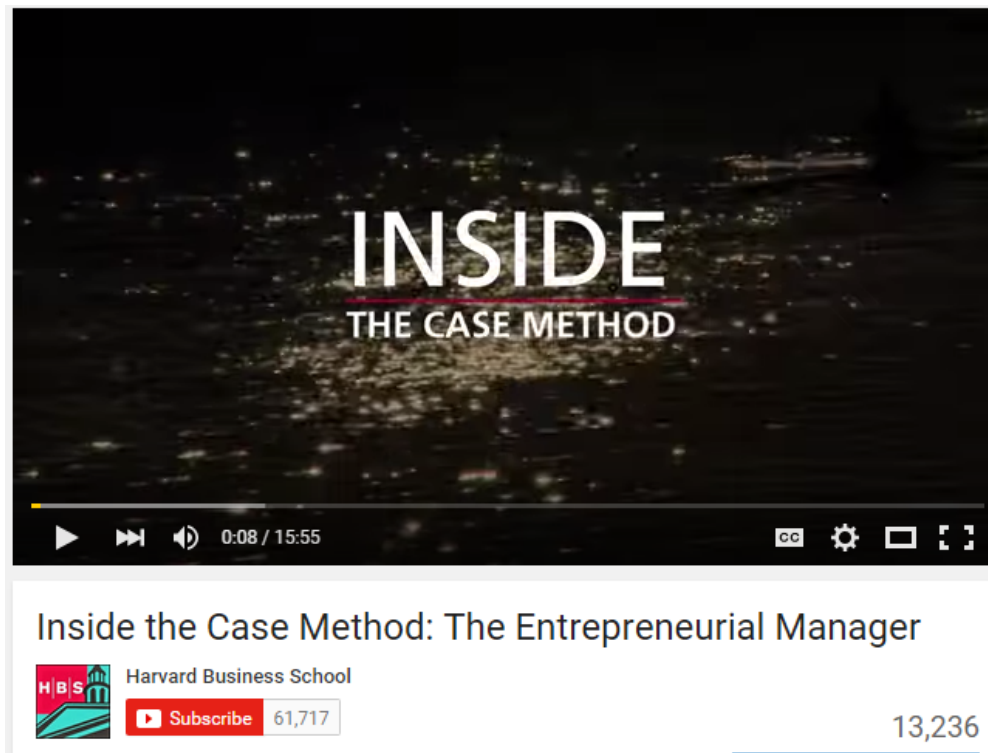 INSIDE
THE CASE METHOD
0:08 / 15:55
CC
Inside the Case Method: The Entrepreneurial Manager
H|B|S
Harvard Business School
Subscribe 61,717
13,236